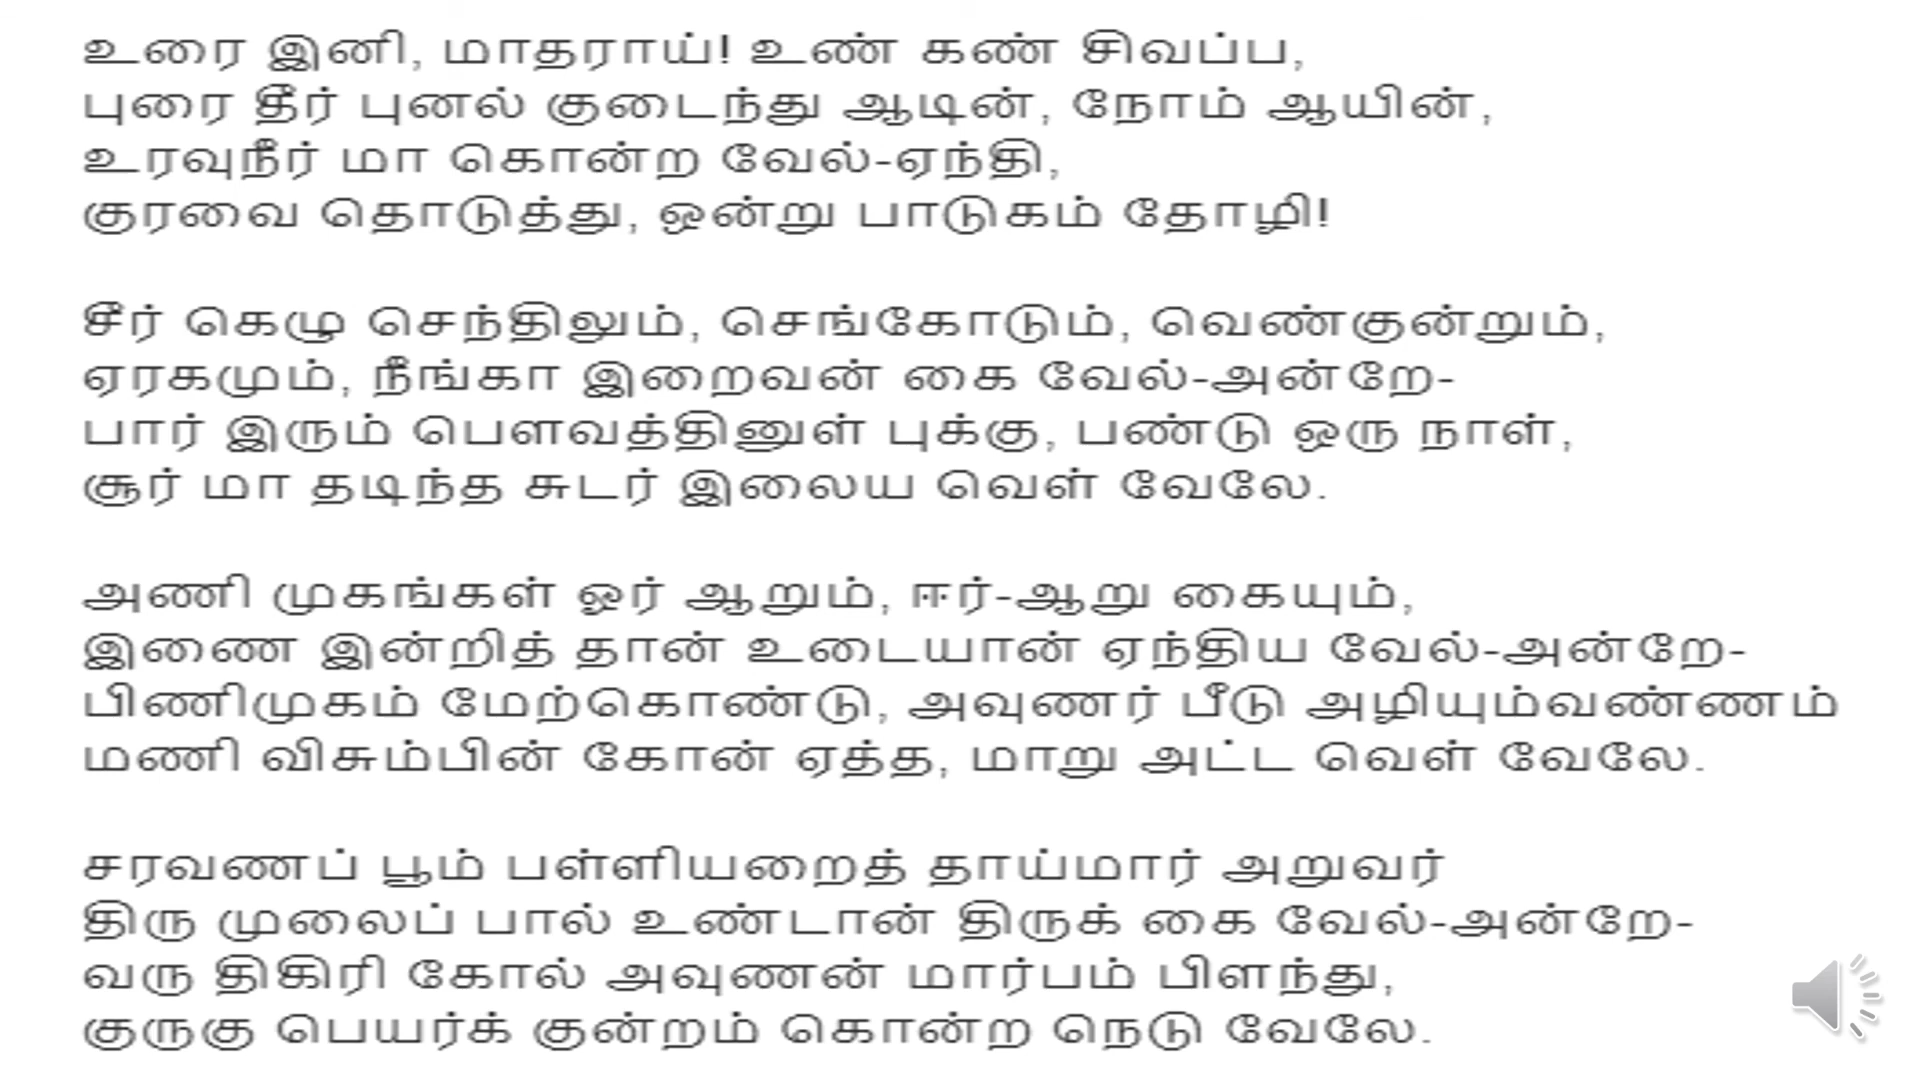 உரை இனி, மாதராய்! உண் கண் சிவப்ப,
புரை தீர் புனல் குடைந்து ஆடின், நோம் ஆயின்,
உரவுநீர் மா கொன்ற வேல்-ஏந்தி,
குரவை தொடுத்து, ஒன்று பாடுகம் தோழி!
சீர் கெழு செந்திலும், செங்கோடும், வெண்குன்றும்,
ஏரகமும், நீங்கா இறைவன் கை வேல்-அன்றே-
பார் இரும் பௌவத்தினுள் புக்கு, பண்டு ஒரு நாள்,
சூர் மா தடிந்த சுடர் இலைய வெள் வேலே.
அணி முகங்கள் ஓர் ஆறும், ஈர்-ஆறு கையும்,
இணை இன்றித் தான் உடையான் ஏந்திய வேல்-அன்றே-
பிணிமுகம் மேற்கொண்டு, அவுணர் பீடு அழியும்வண்ணம்
மணி விசும்பின் கோன் ஏத்த, மாறு அட்ட வெள் வேலே.
சரவணப் பூம் பள்ளியறைத் தாய்மார் அறுவர்
திரு முலைப் பால் உண்டான் திருக் கை வேல்-அன்றே-
வரு திகிரி கோல் அவுணன் மார்பம் பிளந்து,
குருகு பெயர்க் குன்றம் கொன்ற நெடு வேலே.